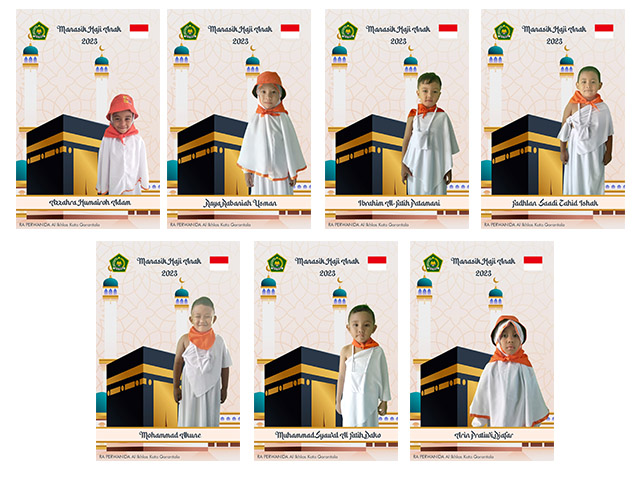 Manasik Haji Anak
2023
Azzahra Humairoh Adam
RA PERWANIDA Al Ikhlas Kota Gorontalo
Manasik Haji Anak
2023
Raya Rabaniah Usman
RA PERWANIDA Al Ikhlas Kota Gorontalo
Manasik Haji Anak
2023
Ibrahim Al-fatih Patamani
RA PERWANIDA Al Ikhlas Kota Gorontalo
Manasik Haji Anak
2023
Fadhlan Saadi Zahid Ishak
RA PERWANIDA Al Ikhlas Kota Gorontalo
Manasik Haji Anak
2023
Mohammad Akune
RA PERWANIDA Al Ikhlas Kota Gorontalo
Manasik Haji Anak
2023
Muhammad Syawal Al Fatih Dako
RA PERWANIDA Al Ikhlas Kota Gorontalo
Manasik Haji Anak
2023
Arin Pratiwi Djafar
RA PERWANIDA Al Ikhlas Kota Gorontalo